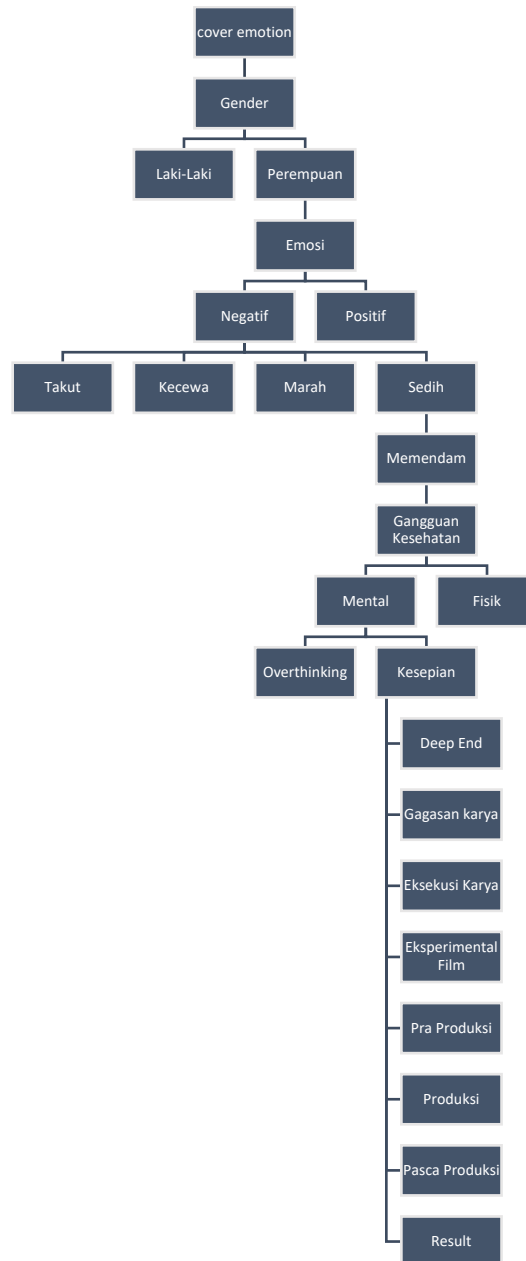 cover emotion
Gender
Laki-Laki
Perempuan
Emosi
Negatif
Positif
Takut
Kecewa
Marah
Sedih
Memendam
Gangguan
Kesehatan
Mental
Fisik
Overthinking
Kesepian
Deep End
Gagasan karya
Eksekusi Karya
Eksperimental
Film
Pra Produksi
Produksi
Pasca Produksi
Result